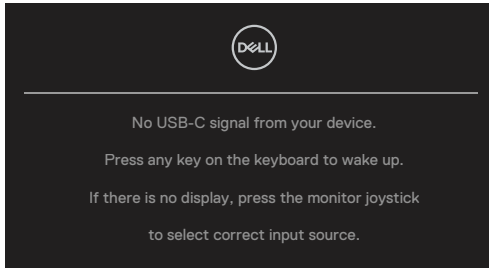 DELL
No USB-C signal from your device.
Press any key on the keyboard to wake up.
If there is no display, press the monitor joystick
to select correct input source.